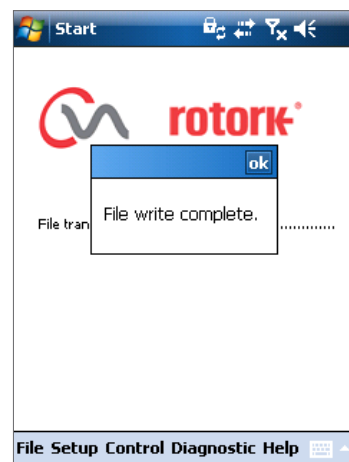 Start
rotork
ok
File write complete.
File tran .............
File Setup Control Diagnostic Help